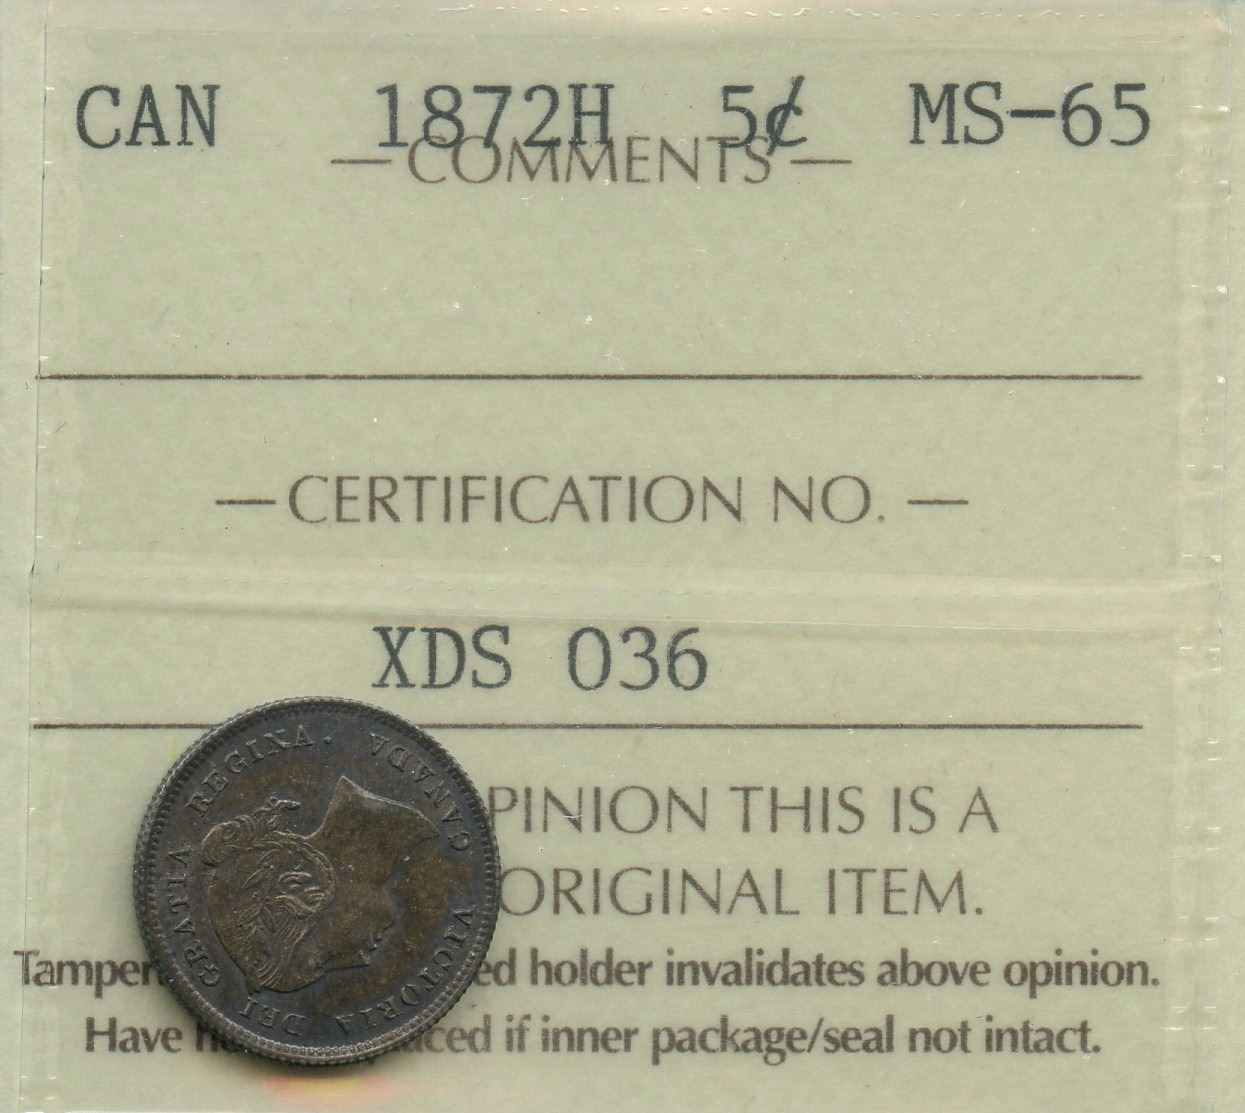 CAN 1872H 5¢ MS-65
— COMMENTS —
— CERTIFICATION NO. —
XDS 036
PINION THIS IS A
ORIGINAL ITEM.
Tamper ed holder invalidates above opinion.
Have ced if inner package/seal not intact.
VICTORIA DEI GRATIA REGINA. CANADA